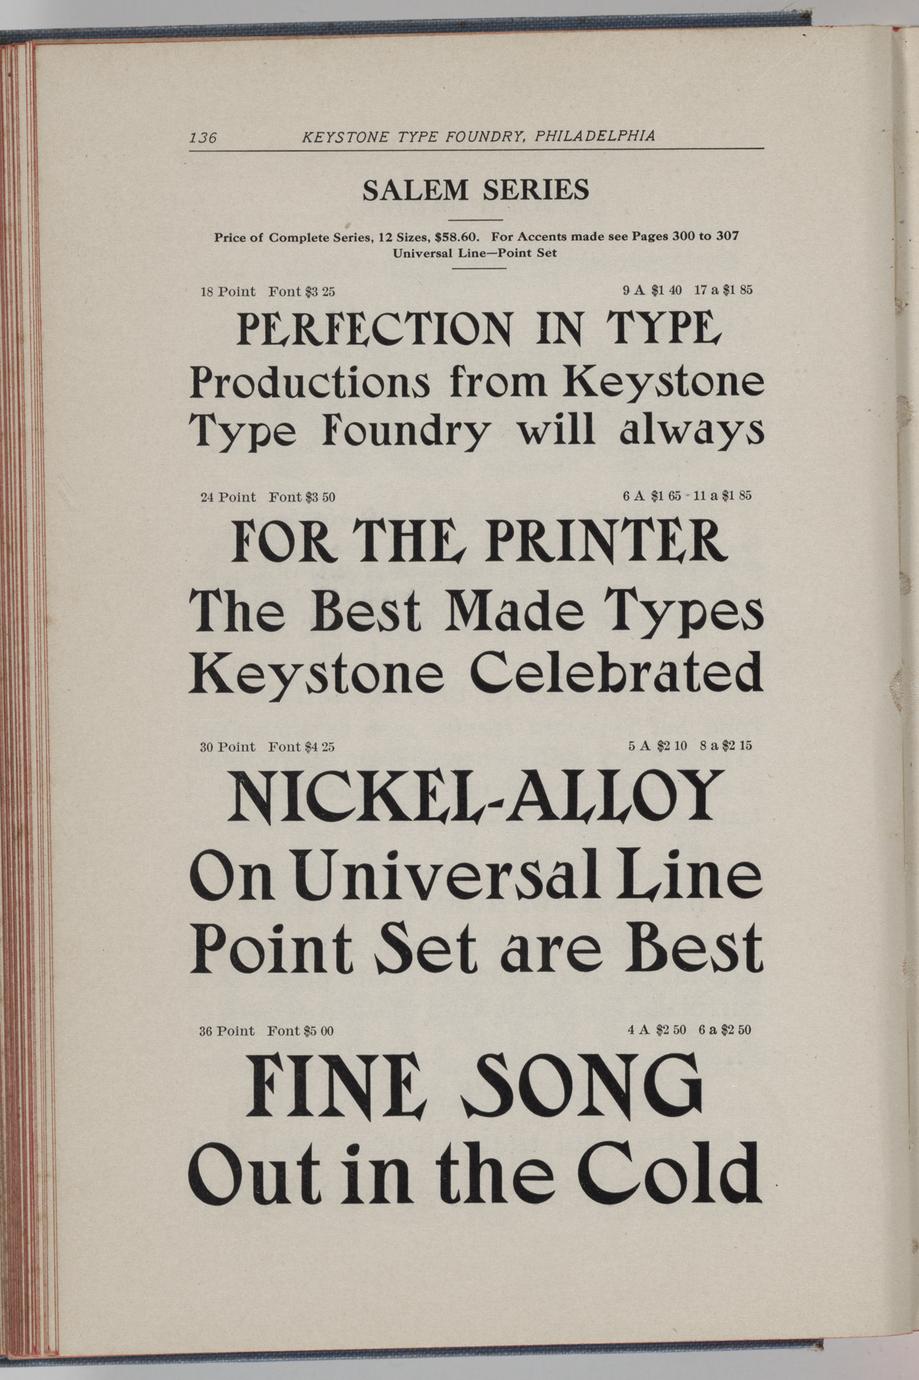 136 KEYSTONE TYPE FOUNDRY, PHILADELPHIA
SALEM SERIES
Price of Complete Series, 12 Sizes, $58.60. For Accents made see Pages 300 to 307
Universal Line—Point Set
18 Point Font $3 25 9 A $1 40 17 a $1 85
PERFECTION IN TYPE
Productions from Keystone
Type Foundry will always
24 Point Font $3 50 6 A $1 65 - 11 a $1 85
FOR THE PRINTER
The Best Made Types
Keystone Celebrated
30 Point Font $4 25 5 A $2 10 8 a $2 15
NICKEL-ALLOY
On Universal Line
Point Set are Best
36 Point Font $5 00 4 A $2 50 6 a $2 50
FINE SONG
Out in the Cold